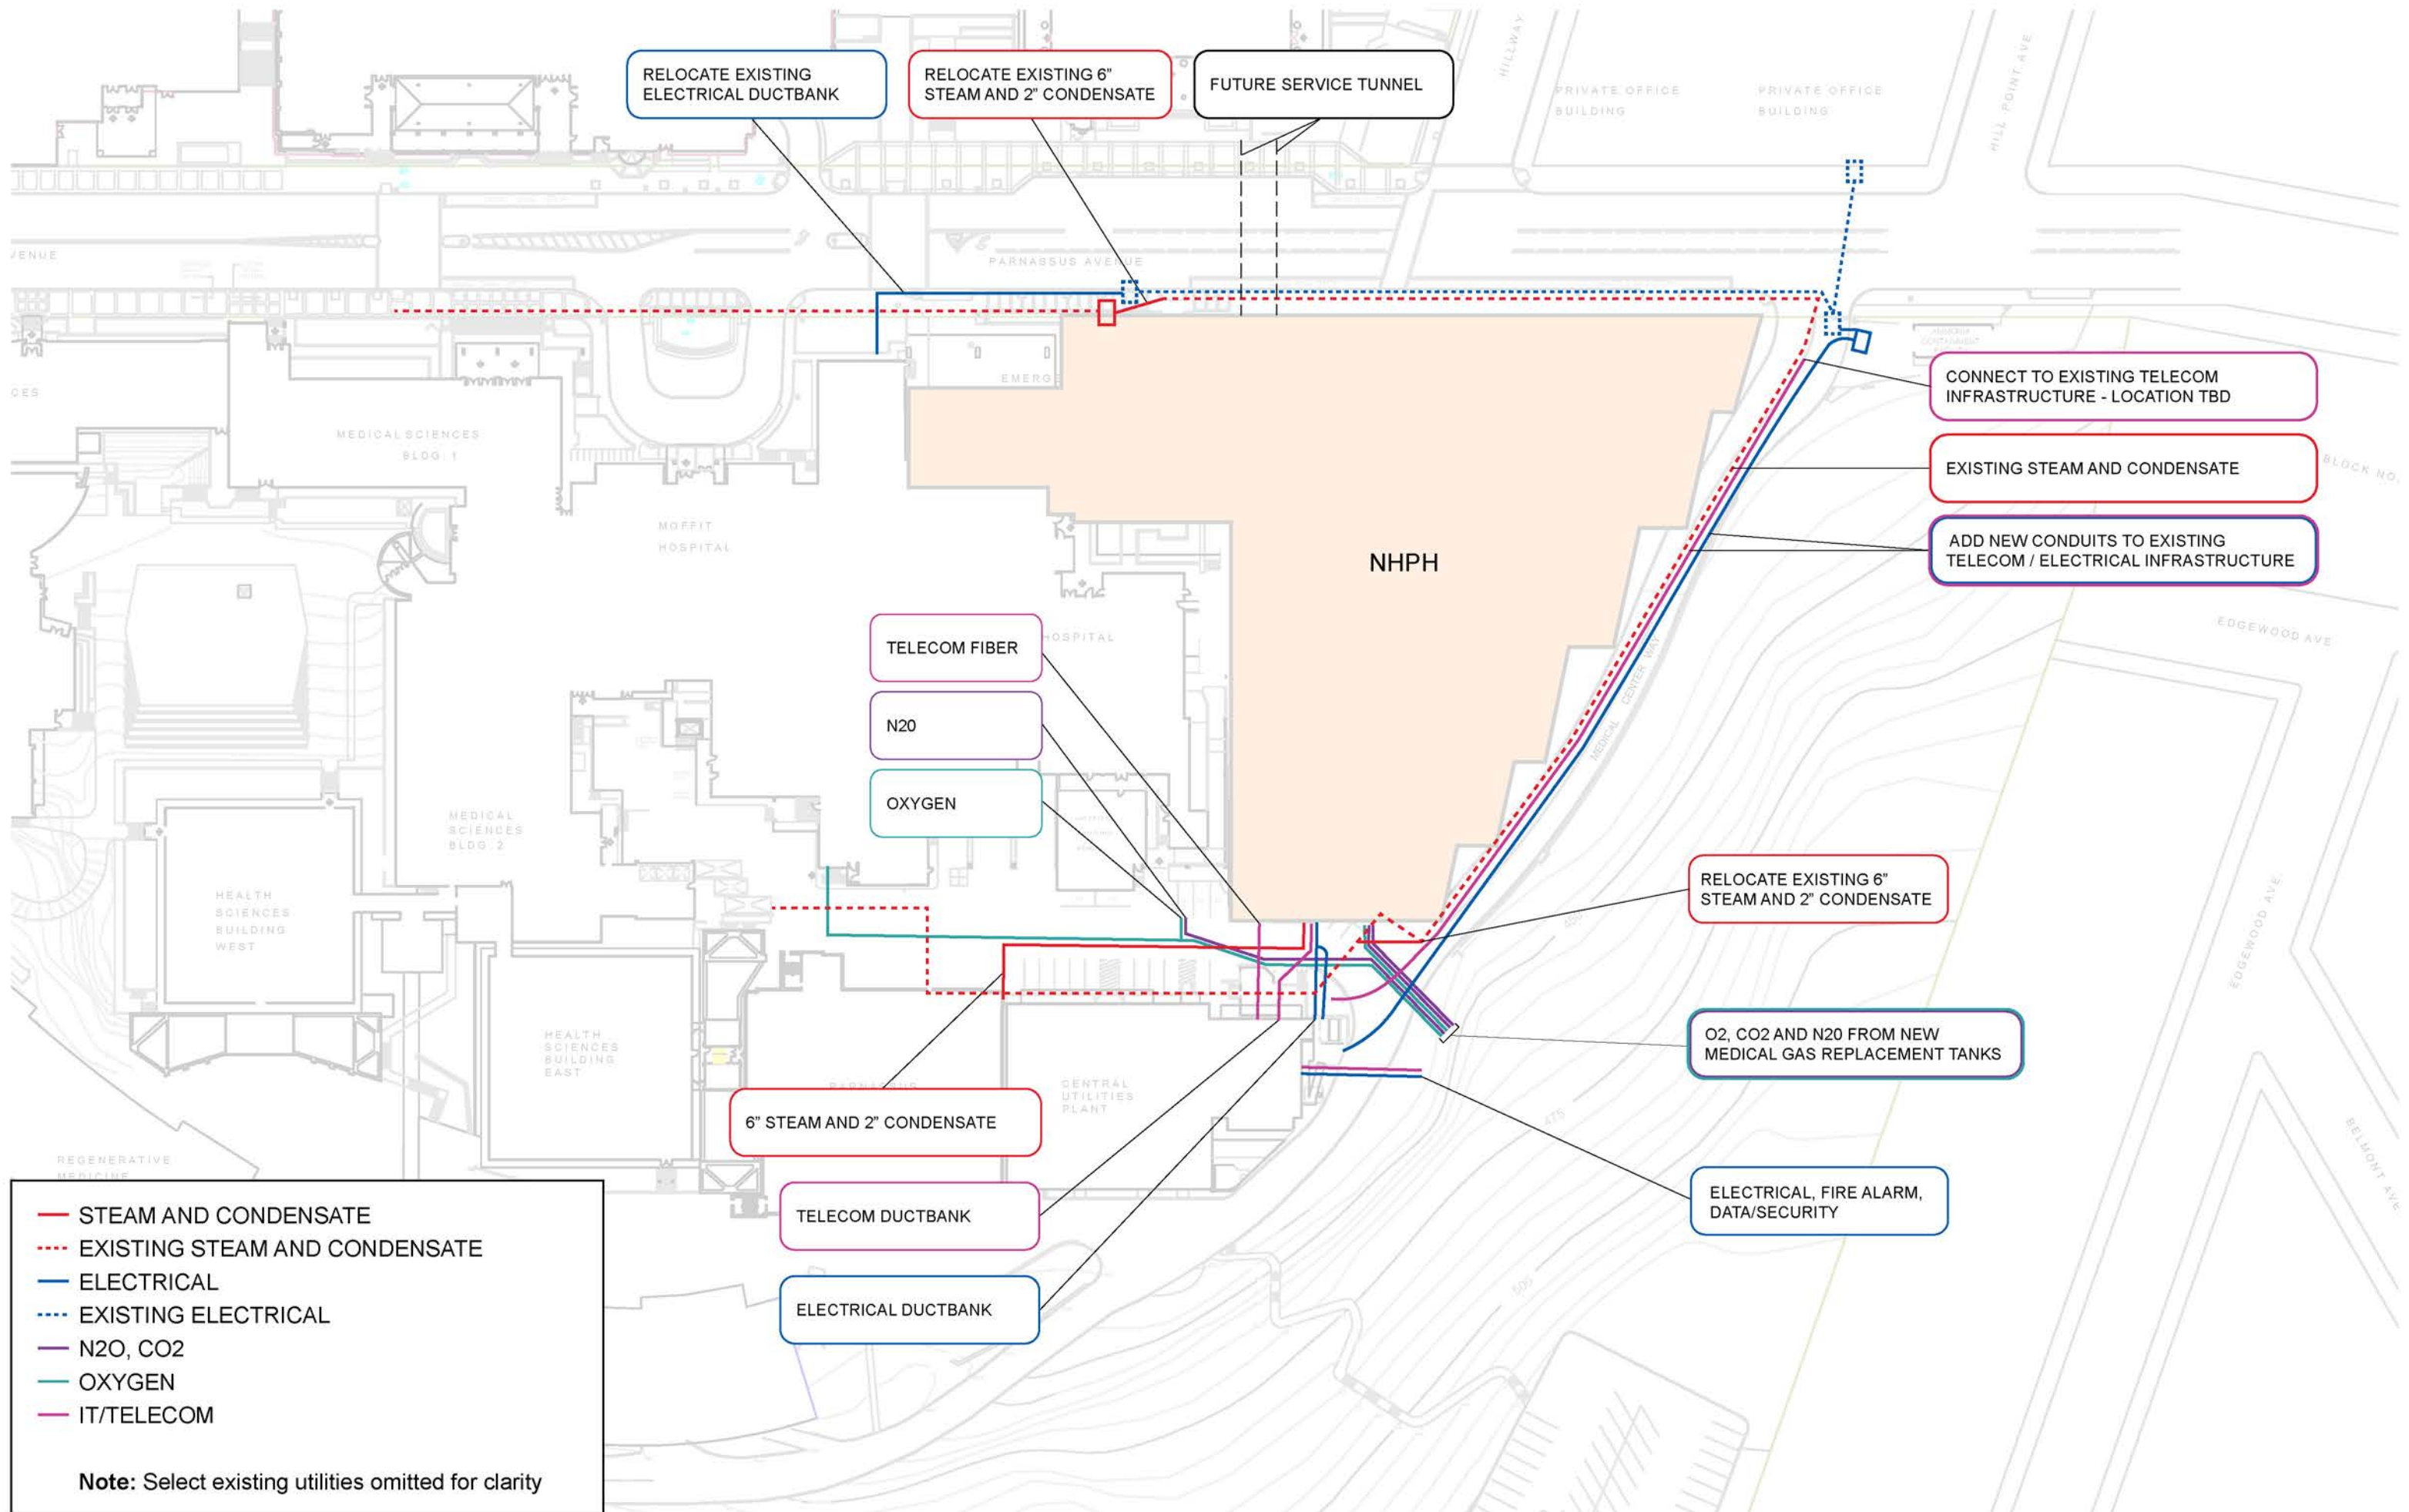 HILLWAY
HILL POINT AVE
RELOCATE EXISTING
ELECTRICAL DUCTBANK
RELOCATE EXISTING 6”
STEAM AND 2” CONDENSATE
FUTURE SERVICE TUNNEL
PRIVATE OFFICE
BUILDING
PRIVATE OFFICE
BUILDING
VENUE
PARNASSUS AVENUE
EMERG
CES
MEDICAL SCIENCES
BLDG. 1
CONNECT TO EXISTING TELECOM
INFRASTRUCTURE - LOCATION TBD
EXISTING STEAM AND CONDENSATE
BLOCK NO.
ADD NEW CONDUITS TO EXISTING
TELECOM / ELECTRICAL INFRASTRUCTURE
MOFFIT
HOSPITAL
NHPH
EDGEWOOD AVE
HOSPITAL
TELECOM FIBER
N20
OXYGEN
MEDICAL CENTER WAY
MEDICAL
SCIENCES
BLDG. 2
HEALTH
SCIENCES
BUILDING
WEST
RELOCATE EXISTING 6”
STEAM AND 2” CONDENSATE
EDGEWOOD AVE.
HEALTH
SCIENCES
BUILDING
EAST
O2, CO2 AND N20 FROM NEW
MEDICAL GAS REPLACEMENT TANKS
PARNASSUS
CENTRAL
UTILITIES
PLANT
475
6” STEAM AND 2” CONDENSATE
BELMONT AVE
REGENERATIVE
MEDICINE
TELECOM DUCTBANK
ELECTRICAL, FIRE ALARM,
DATA/SECURITY
500
ELECTRICAL DUCTBANK
STEAM AND CONDENSATE
EXISTING STEAM AND CONDENSATE
ELECTRICAL
EXISTING ELECTRICAL
N2O, CO2
OXYGEN
IT/TELECOM
Note: Select existing utilities omitted for clarity